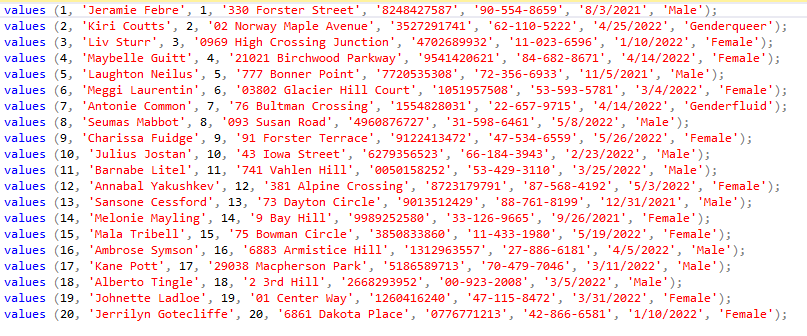 values (1, 'Jeramie Febre', 1, '330 Forster Street', '8248427587', '90-554-8659', '8/3/2021', 'Male');
values (2, 'Kiri Coutts', 2, '02 Norway Maple Avenue', '3527291741', '62-110-5222', '4/25/2022', 'Genderqueer');
values (3, 'Liv Sturr', 3, '0969 High Crossing Junction', '4702689932', '11-023-6596', '1/10/2022', 'Female');
values (4, 'Maybelle Guitt', 4, '21021 Birchwood Parkway', '9541420621', '84-682-8671', '4/14/2022', 'Female');
values (5, 'Laughton Neilus', 5, '777 Bonner Point', '7720535308', '72-356-6933', '11/5/2021', 'Male');
values (6, 'Meggi Laurentin', 6, '03802 Glacier Hill Court', '1051957508', '53-593-5781', '3/4/2022', 'Female');
values (7, 'Antonie Common', 7, '76 Bultman Crossing', '1554828031', '22-657-9715', '4/14/2022', 'Genderfluid');
values (8, 'Seumas Mabbot', 8, '093 Susan Road', '4960876727', '31-598-6461', '5/8/2022', 'Male');
values (9, 'Charissa Fuidge', 9, '91 Forster Terrace', '9122413472', '47-534-6559', '5/26/2022', 'Female');
values (10, 'Julius Jostan', 10, '43 Iowa Street', '6279356523', '66-184-3943', '2/23/2022', 'Male');
values (11, 'Barnabe Litel', 11, '741 Vahlen Hill', '0050158252', '53-429-3110', '3/25/2022', 'Male');
values (12, 'Annabal Yakushkev', 12, '381 Alpine Crossing', '8723179791', '87-568-4192', '5/3/2022', 'Female');
values (13, 'Sansone Cessford', 13, '73 Dayton Circle', '9013512429', '88-761-8199', '12/31/2021', 'Male');
values (14, 'Melonie Mayling', 14, '9 Bay Hill', '9989252580', '33-126-9665', '9/26/2021', 'Female');
values (15, 'Mala Tribell', 15, '75 Bowman Circle', '3850833860', '11-433-1980', '5/19/2022', 'Female');
values (16, 'Ambrose Symson', 16, '6883 Armistice Hill', '1312963557', '27-886-6181', '4/5/2022', 'Male');
values (17, 'Kane Pott', 17, '29038 Macpherson Park', '5186589713', '70-479-7046', '3/11/2022', 'Male');
values (18, 'Alberto Tingle', 18, '2 3rd Hill', '2668293952', '00-923-2008', '3/5/2022', 'Male');
values (19, 'Johnette Ladloe', 19, '01 Center Way', '1260416240', '47-115-8472', '3/31/2022', 'Female');
values (20, 'Jerrilyn Gotecliffe', 20, '6861 Dakota Place', '0776771213', '42-866-6581', '1/10/2022', 'Female');